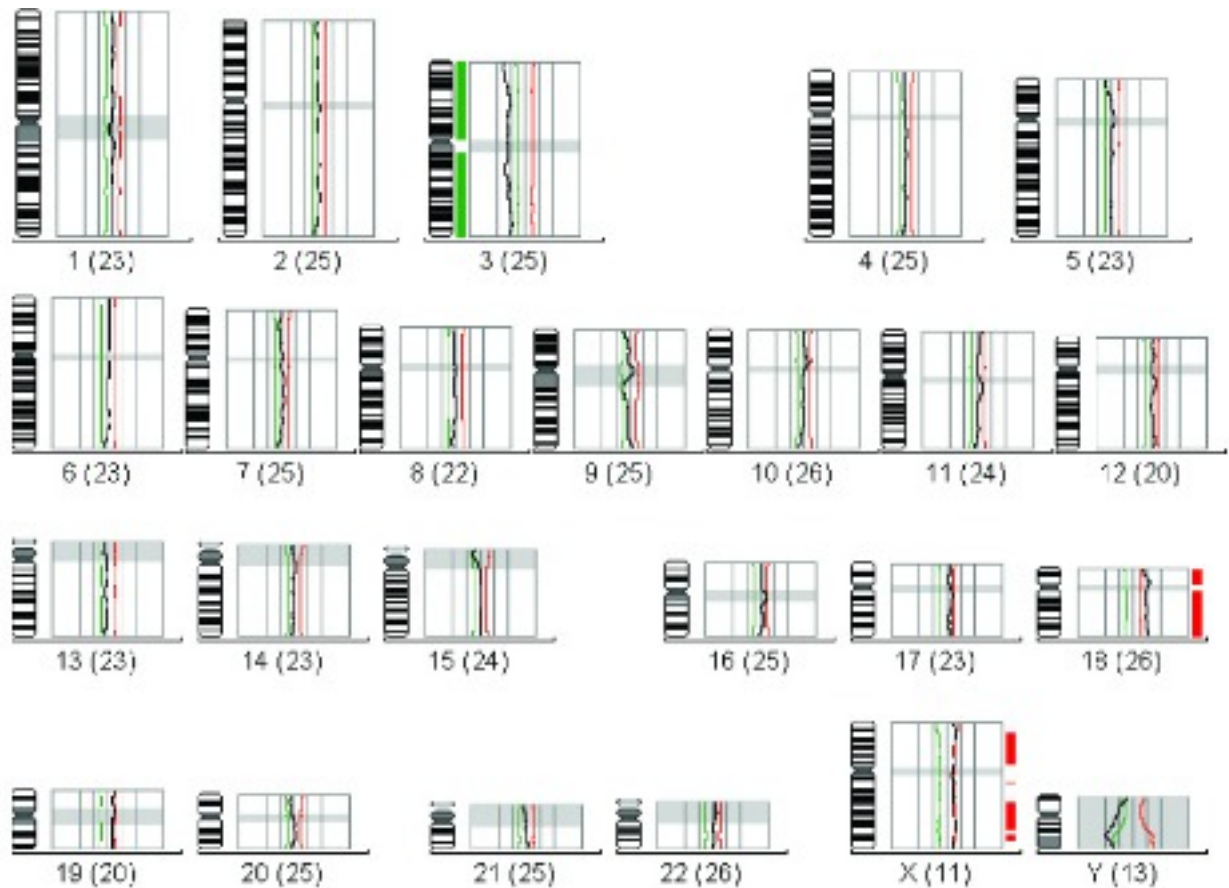 1 (23) 2 (25) 3 (25) 4 (25) 5 (23)
6 (23) 7 (25) 8 (22) 9 (25) 10 (26) 11 (24) 12 (20)
13 (23) 14 (23) 15 (24) 16 (25) 17 (23) 18 (26)
19 (20) 20 (25) 21 (25) 22 (26) X (11) Y (13)